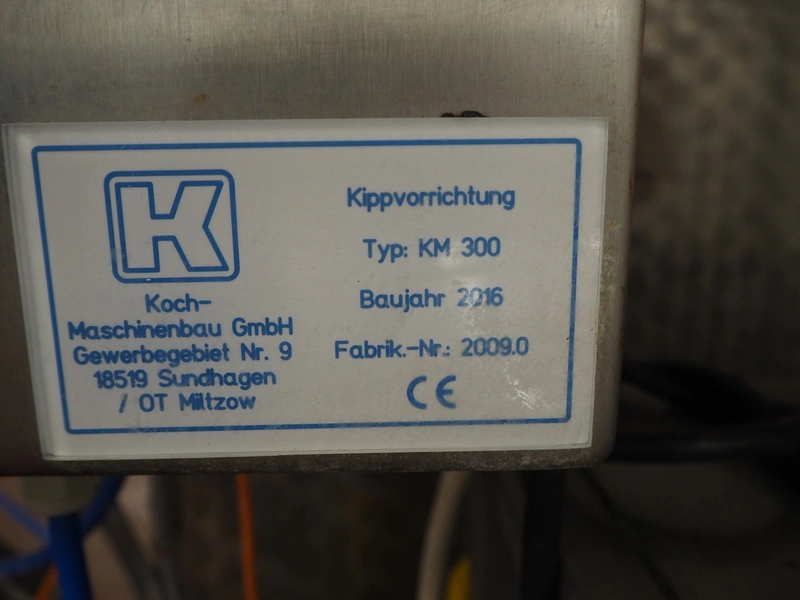 K
Koch-
Maschinenbau GmbH
Gewerbegebiet Nr. 9
18519 Sundhagen
/ OT Miltzow
Kippvorrichtung
Typ: KM 300
Baujahr 2016
Fabrik.-Nr.: 2009.0
CE